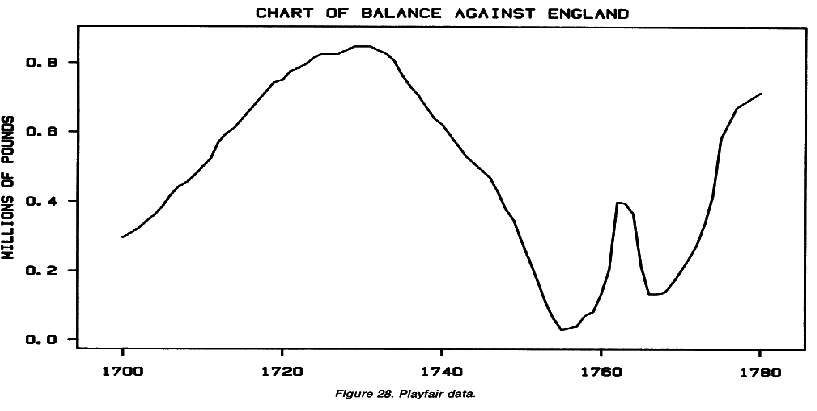 CHART OF BALANCE AGAINST ENGLAND
MILLIONS OF POUNDS
0.8
0.6
0.4
0.2
0.0
1700 1720 1740 1760 1780
Figure 28. Playfair data.